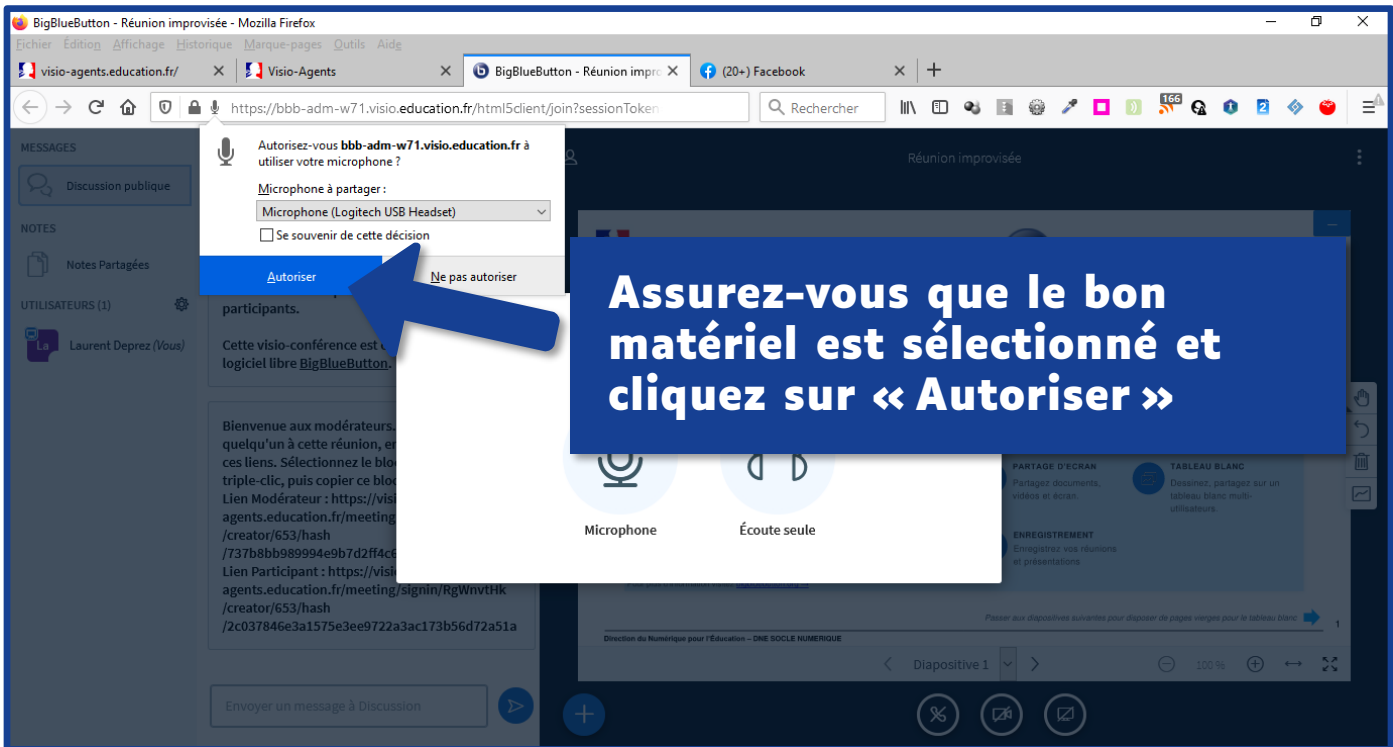 BigBlueButton - Réunion improvisée - Mozilla Firefox
Fichier Édition Affichage Historique Marque-pages Outils Aide
visio-agents.education.fr/
Visio-Agents
BigBlueButton - Réunion impro
(20+) Facebook
https://bbb-adm-w71.visio.education.fr/html5client/join?sessionToken
Rechercher
166
Autorisez-vous bbb-adm-w71.visio.education.fr à
utiliser votre microphone ?
Microphone à partager :
Microphone (Logitech USB Headset)
Se souvenir de cette décision
Autoriser
Ne pas autoriser
MESSAGES
Discussion publique
NOTES
Notes Partagées
UTILISATEURS (1)
La
Laurent Deprez (Vous)
participants.
Cette visio-conférence est
logiciel libre BigBlueButton.
Bienvenue aux modérateurs.
quelqu'un à cette réunion,
ces liens. Sélectionnez le
triple-clic, puis copier ce
Lien Modérateur : https://
agents.education.fr/meeting
/creator/653/hash
/737b8bb989994e9b7d2ff4c
Lien Participant : https://
agents.education.fr/meeting/signin/RgWnvtHk
/creator/653/hash
/2c037846e3a1575e3ee9722a3ac173b56d72a51a
Envoyer un message à Discussion
Réunion improvisée
Assurez-vous que le bon
matériel est sélectionné et
cliquez sur « Autoriser »
Microphone
Écoute seule
PARTAGE D'ECRAN
Partagez documents,
vidéos et écran.
TABLEAU BLANC
Dessinez, partagez sur un
tableau blanc multi-
utilisateurs.
ENREGISTREMENT
Enregistrez vos réunions
et présentations
Passer aux diapositives suivantes pour disposer de pages vierges pour le tableau blanc
1
Direction du Numérique pour l'Éducation – DNE SOCLE NUMERIQUE
Diapositive 1
100 %